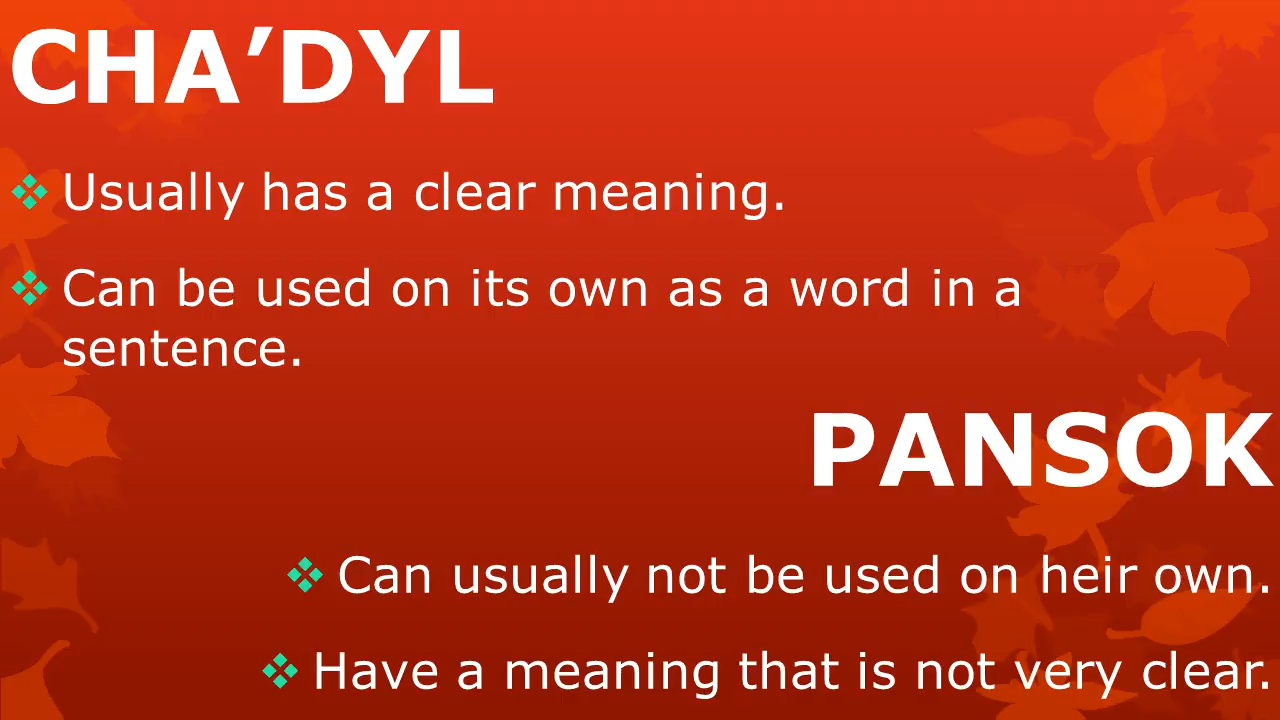 CHA’DYL
❖ Usually has a clear meaning.
❖ Can be used on its own as a word in a
sentence.
PANSOK
❖ Can usually not be used on heir own.
❖ Have a meaning that is not very clear.